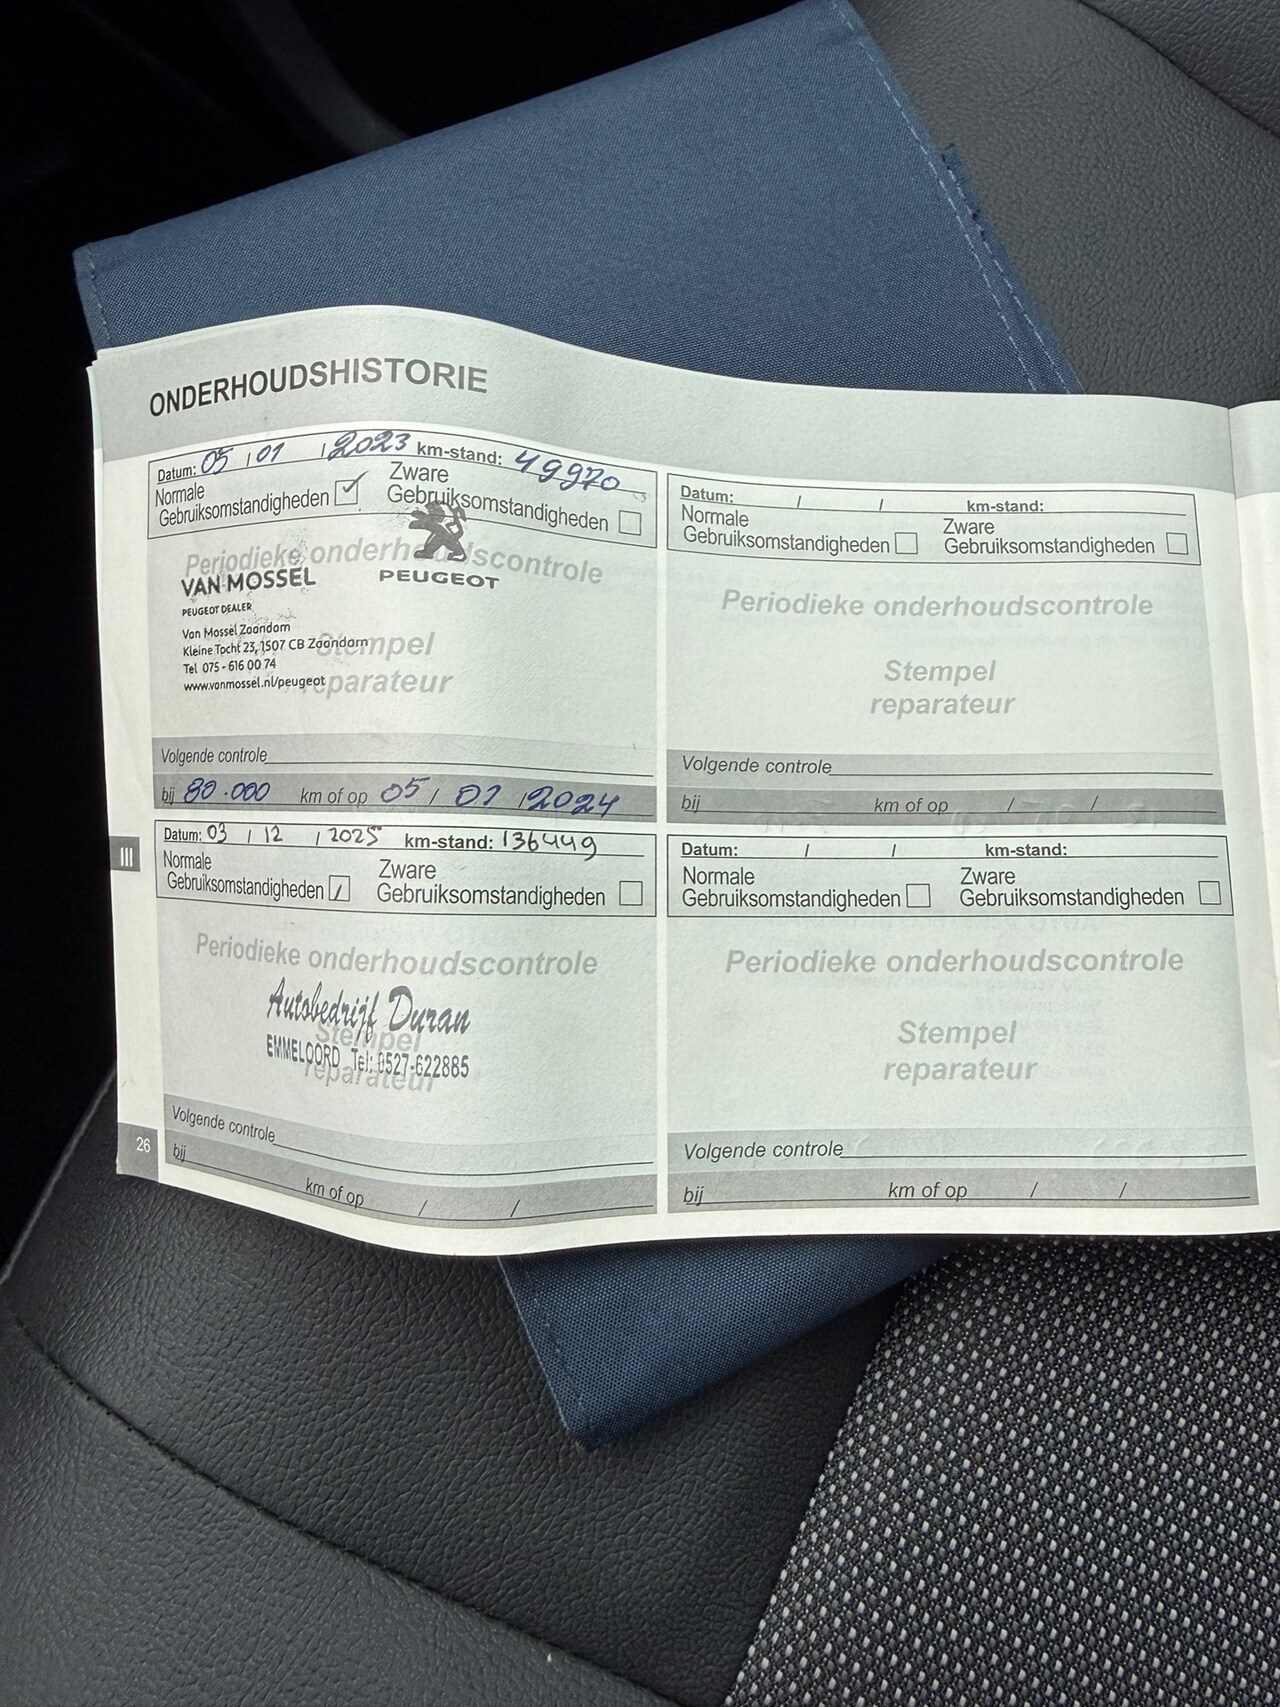 ONDERHOUDSHISTORIE
Datum: 05 / 01 / 2023 km-stand: 49970
Normale
Gebruiksomstandigheden
Zware
Gebruiksomstandigheden
Periodieke onderhoudscontrole
VAN MOSSEL
PEUGEOT
PEUGEOT DEALER
Van Mossel Zaandam
Kleine Tocht 23, 1507 CB Zaandam
Tel 075 - 616 00 74
www.vanmossel.nl/peugeot
Stempel
reparateur
Volgende controle
bij 80.000 km of op 05 / 01 / 2024
Datum: 03 / 12 / 2025 km-stand: 136449
Normale
Gebruiksomstandigheden
Zware
Gebruiksomstandigheden
Periodieke onderhoudscontrole
Autobedrijf Duran
EMMELOORD Tel: 0527-622885
Stempel
reparateur
Volgende controle
bij
km of op / /
III
26
Datum: / / km-stand:
Normale
Gebruiksomstandigheden
Zware
Gebruiksomstandigheden
Periodieke onderhoudscontrole
Stempel
reparateur
Volgende controle
bij km of op / /
Datum: / / km-stand:
Normale
Gebruiksomstandigheden
Zware
Gebruiksomstandigheden
Periodieke onderhoudscontrole
Stempel
reparateur
Volgende controle
bij km of op / /